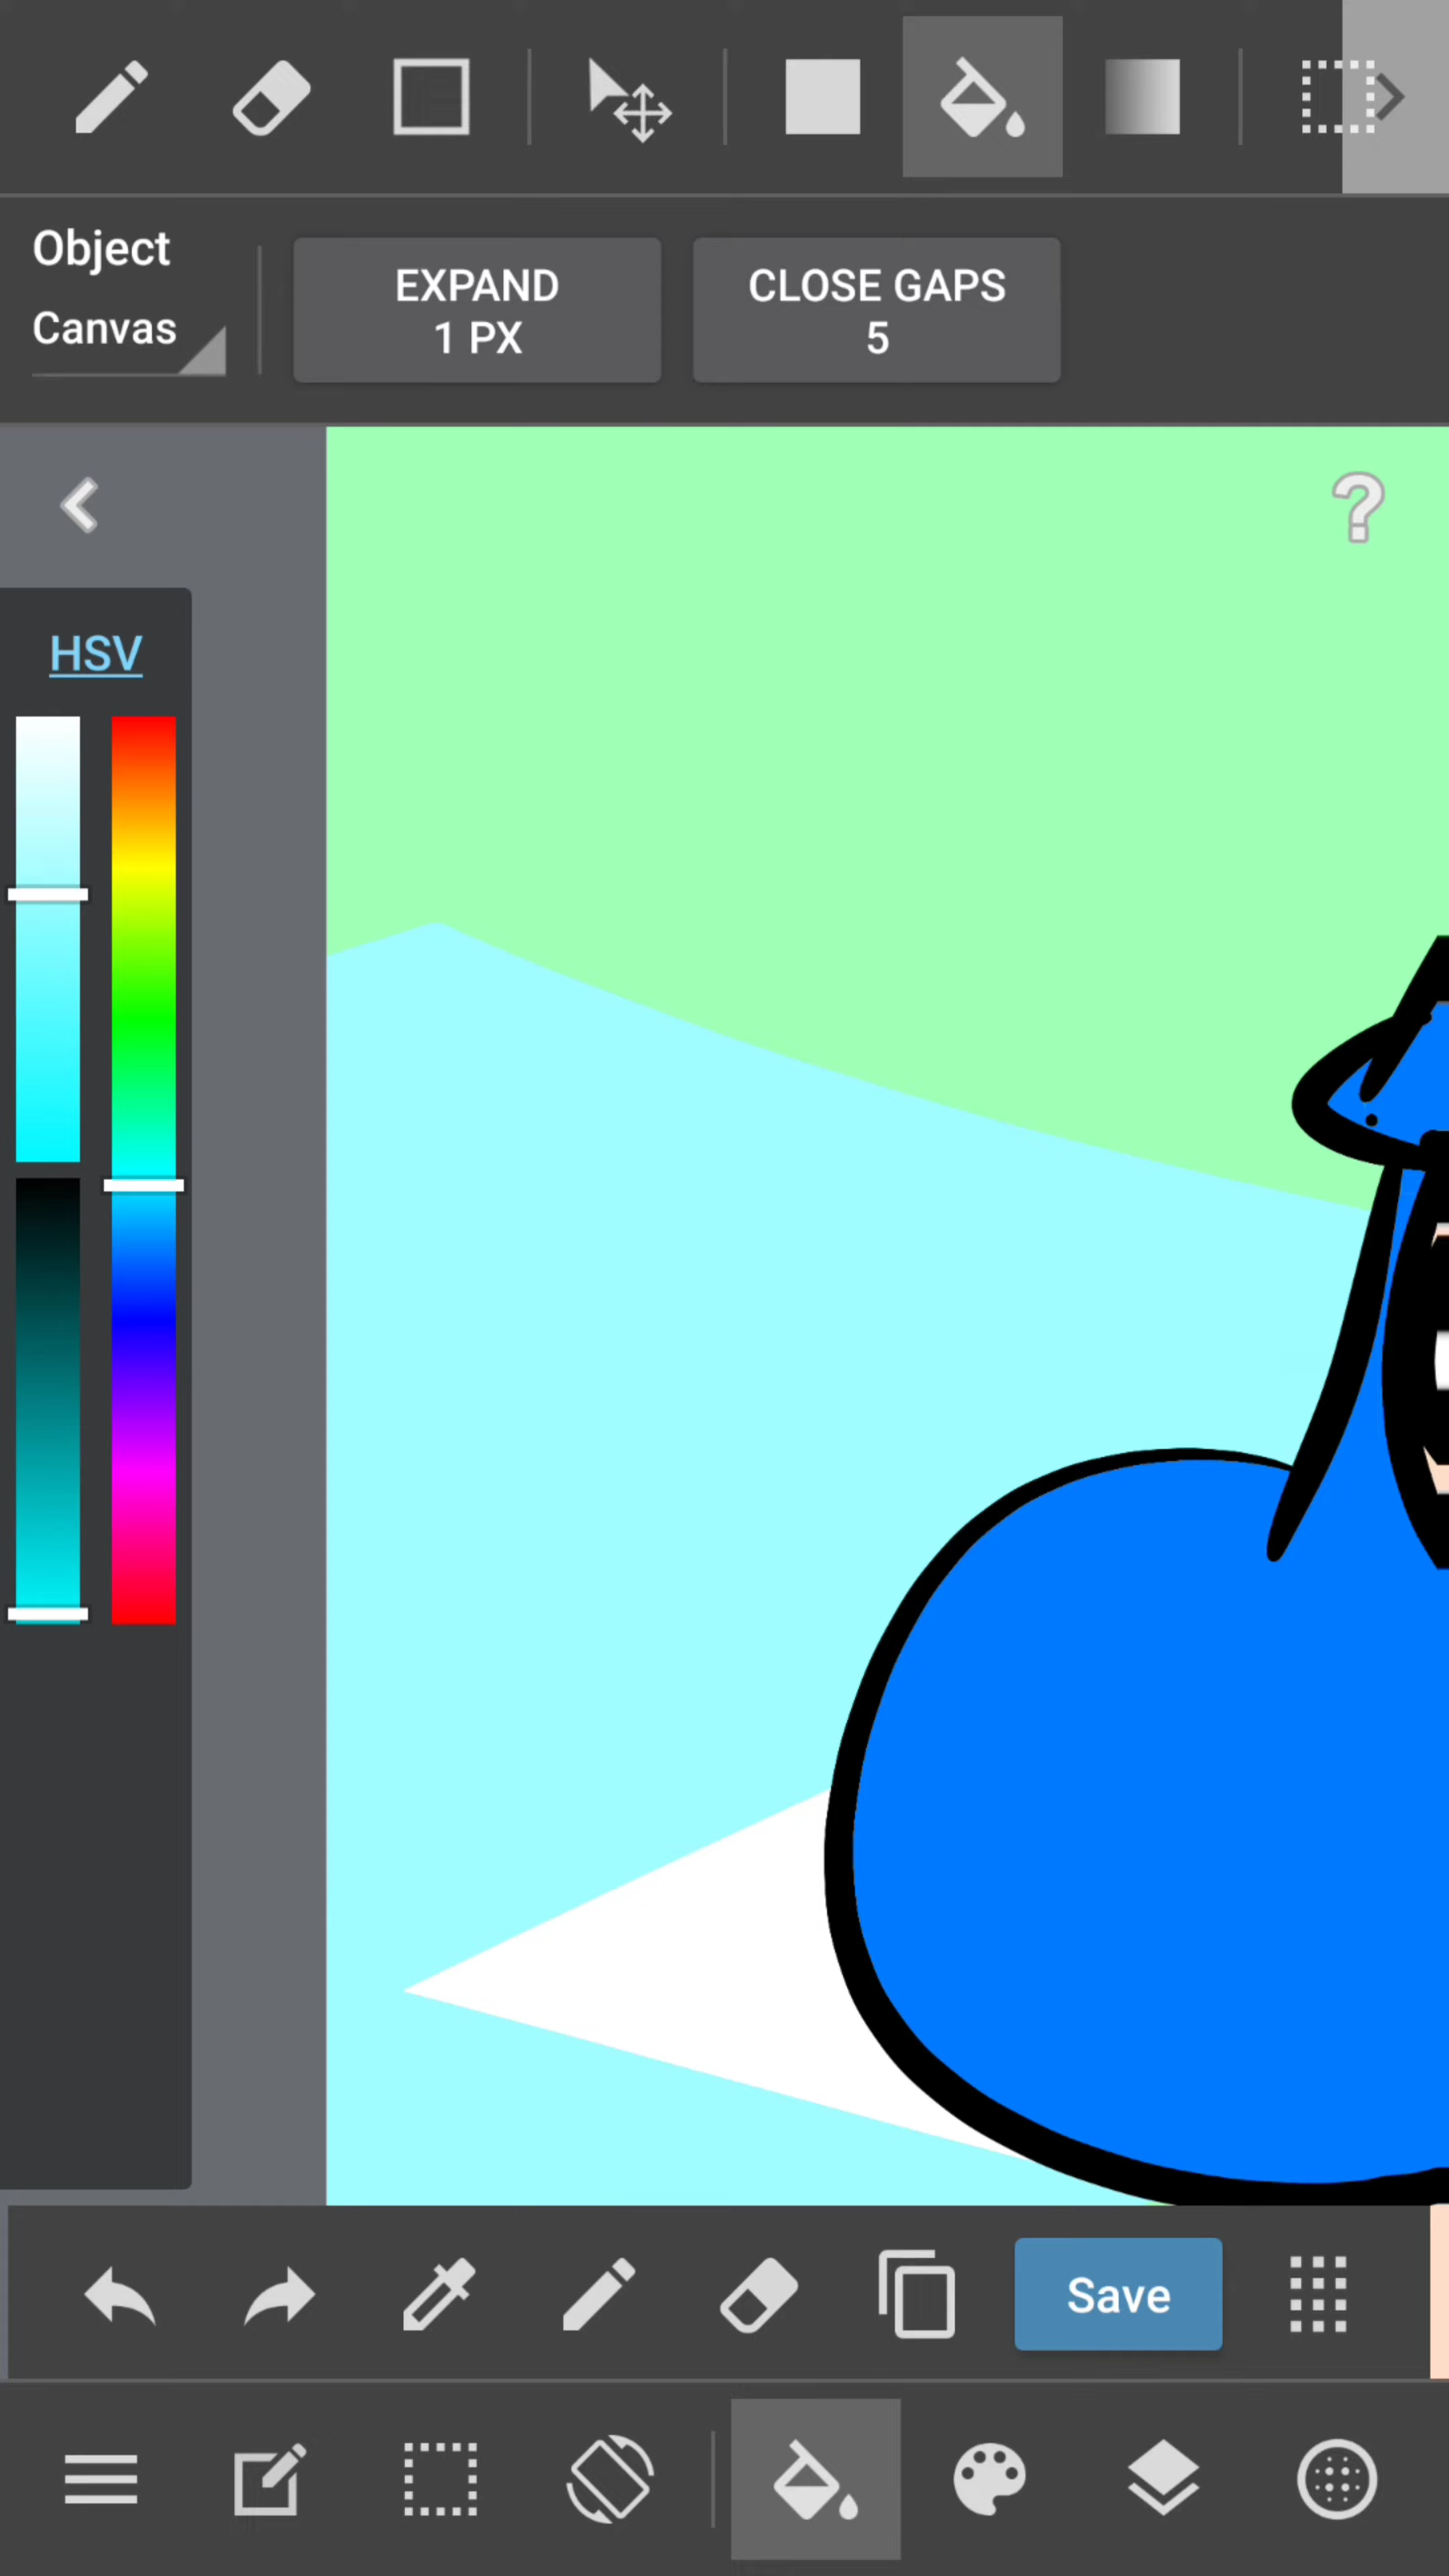 Object
Canvas
EXPAND
1 PX
CLOSE GAPS
5
?
HSV
Save